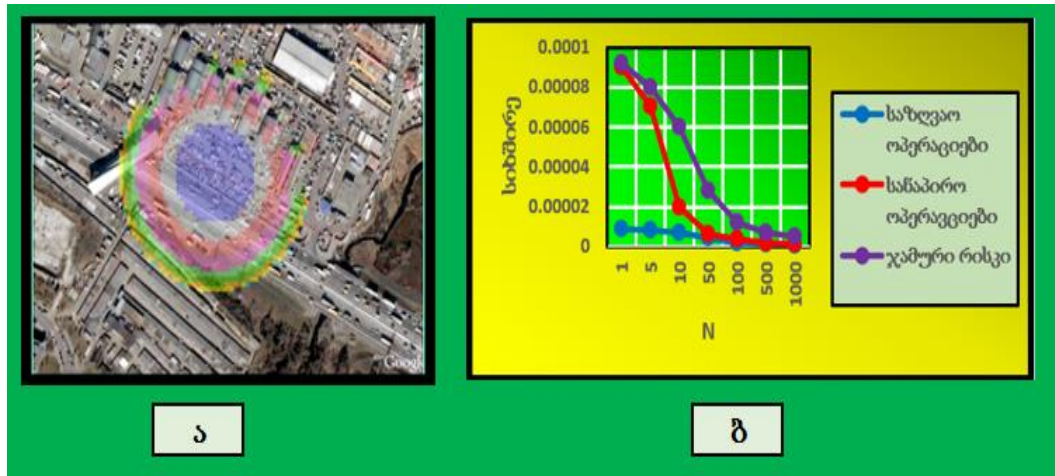 Google
0.0001
0.00008
0.00006
0.00004
0.00002
0
სიხშირე
1
5
10
50
100
500
1000
N
საზღვაო
ოპერაციები
სანაპირო
ოპერავციები
ჯამური რისკი
ა
ბ